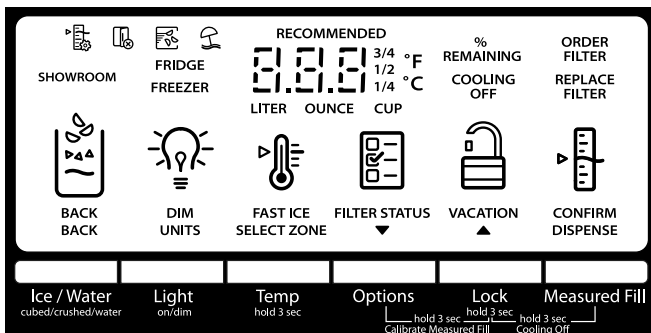 RECOMMENDED
SHOWROOM
FRIDGE
FREEZER
8.8.8
3/4
1/2
1/4
°F
°C
LITER OUNCE CUP
%
REMAINING
COOLING
OFF
ORDER
FILTER
REPLACE
FILTER
BACK
BACK
DIM
UNITS
FAST ICE
SELECT ZONE
FILTER STATUS
VACATION
CONFIRM
DISPENSE
Ice / Water
cubed/crushed/water
Light
on/dim
Temp
hold 3 sec
Options
Lock
hold 3 sec
Measured Fill
hold 3 sec
Calibrate Measured Fill
hold 3 sec
Cooling Off